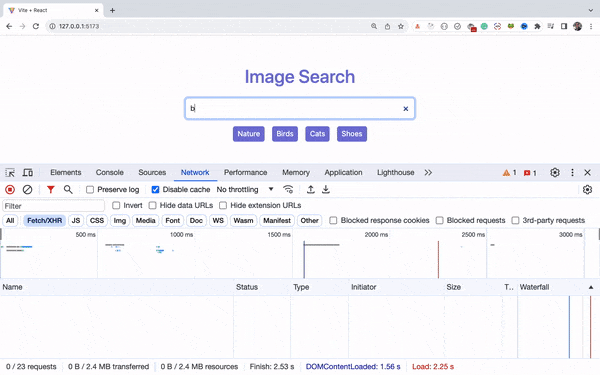 Vite + React
127.0.0.1:5173
Image Search
b
Nature Birds Cats Shoes
Elements Console Sources Network Performance Memory Application Lighthouse 1 1
Preserve log Disable cache No throttling
Filter Invert Hide data URLs Hide extension URLs
All Fetch/XHR JS CSS Img Media Font Doc WS Wasm Manifest Other Blocked response cookies Blocked requests 3rd-party requests
500 ms 1000 ms 1500 ms 2000 ms 2500 ms 3000 ms
Name Status Type Initiator Size T.. Waterfall
0 / 23 requests 0 B / 2.4 MB transferred 0 B / 2.4 MB resources Finish: 2.53 s DOMContentLoaded: 1.56 s Load: 2.25 s